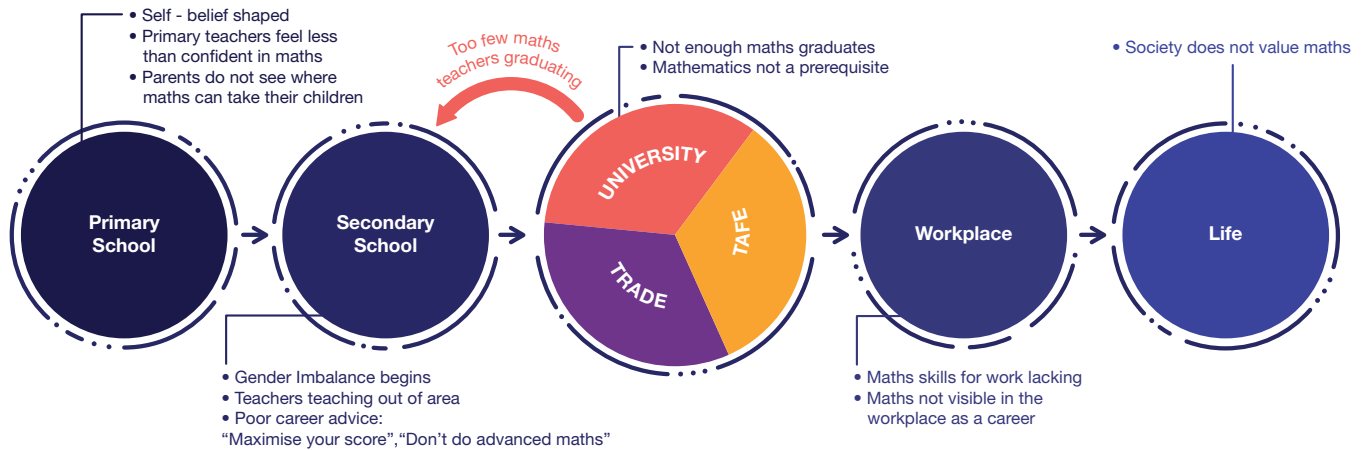 • Self - belief shaped
• Primary teachers feel less
than confident in maths
• Parents do not see where
maths can take their children
Too few maths
teachers graduating
• Not enough maths graduates
• Mathematics not a prerequisite
• Society does not value maths
Primary
School
Secondary
School
UNIVERSITY
TAFE
TRADE
Workplace
Life
• Gender Imbalance begins
• Teachers teaching out of area
• Poor career advice:
“Maximise your score”,“Don’t do advanced maths”
• Maths skills for work lacking
• Maths not visible in the
workplace as a career